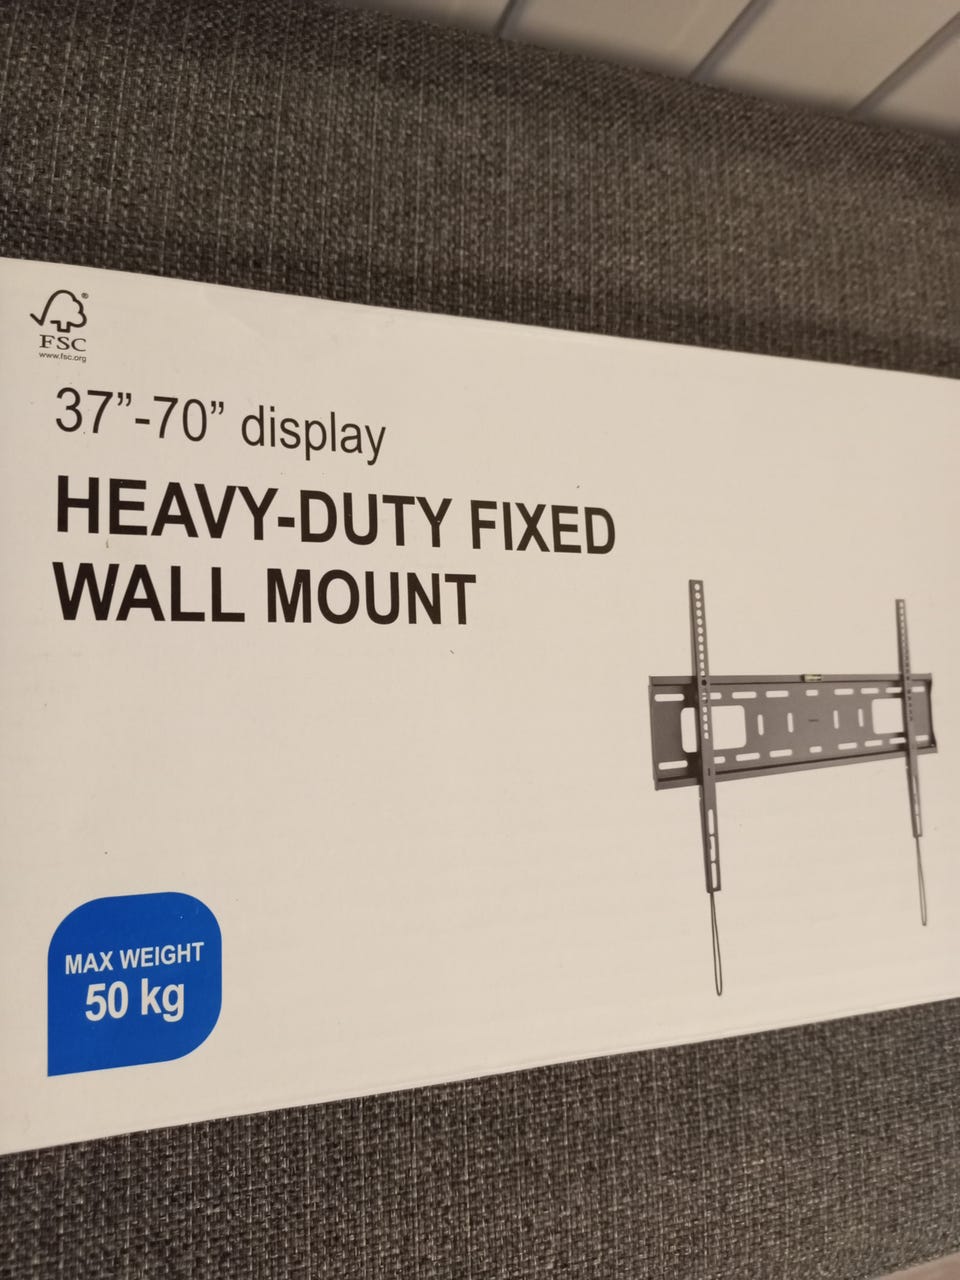 FSC®
www.fsc.org
37”-70” display
HEAVY-DUTY FIXED
WALL MOUNT
MAX WEIGHT
50 kg